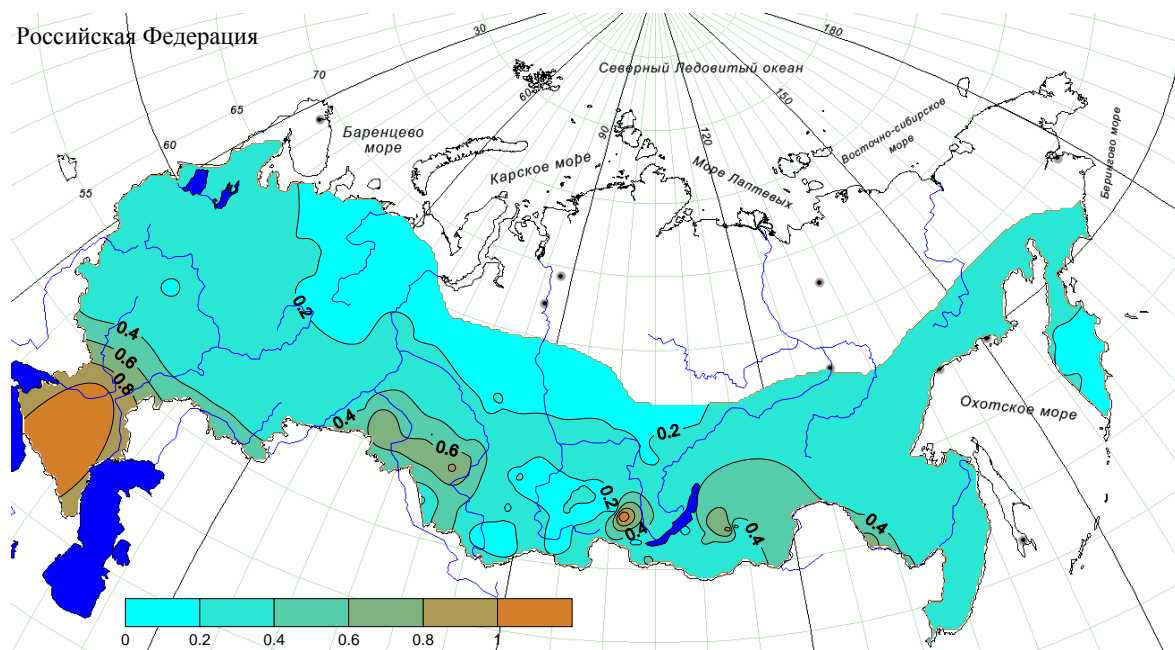 Российская Федерация
30
180
70
Северный Ледовитый океан
65
60
150
Баренцево
море
90
120
Восточно-сибирское
море
Берингово море
60
Карское море
Море Лаптевых
55
0.2
0.4
0.6
0.8
0.4
0.6
0.2
0.2
0.4
0.4
0.4
Охотское море
0
0.2
0.4
0.6
0.8
1